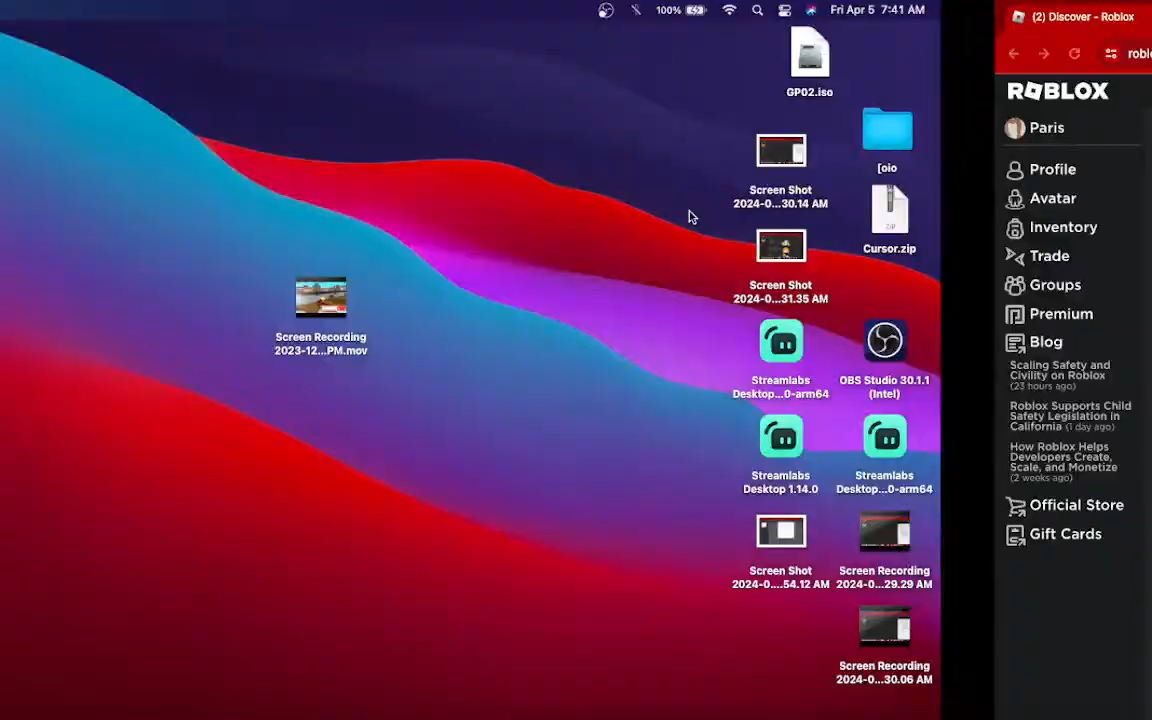 100%
Fri Apr 5 7:41 AM
GP02.iso
[oio
Screen Shot
2024-0...30.14 AM
ZIP
Cursor.zip
Screen Shot
2024-0...31.35 AM
Screen Recording
2023-12...PM.mov
Streamlabs
Desktop...0-arm64
OBS Studio 30.1.1
(Intel)
Streamlabs
Desktop 1.14.0
Streamlabs
Desktop...0-arm64
Screen Shot
2024-0....54.12 AM
Screen Recording
2024-0...29.29 AM
Screen Recording
2024-0...30.06 AM
(2) Discover - Roblox
roblo
ROBLOX
Paris
Profile
Avatar
Inventory
Trade
Groups
Premium
Blog
Scaling Safety and
Civility on Roblox
(23 hours ago)
Roblox Supports Child
Safety Legislation in
California (1 day ago)
How Roblox Helps
Developers Create,
Scale, and Monetize
(2 weeks ago)
Official Store
Gift Cards